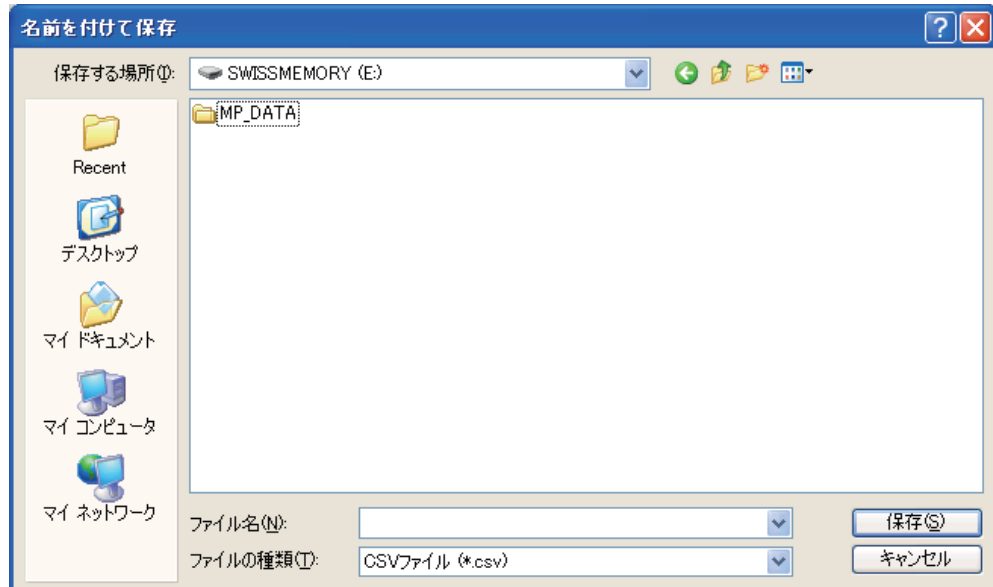 名前を付けて保存
保存する場所(I):
SWISSMEMORY (E:)
MP_DATA
Recent
デスクトップ
マイ ドキュメント
マイ コンピュータ
マイ ネットワーク
ファイル名(N):
保存(S)
ファイルの種類(T):
CSVファイル (*.csv)
キャンセル